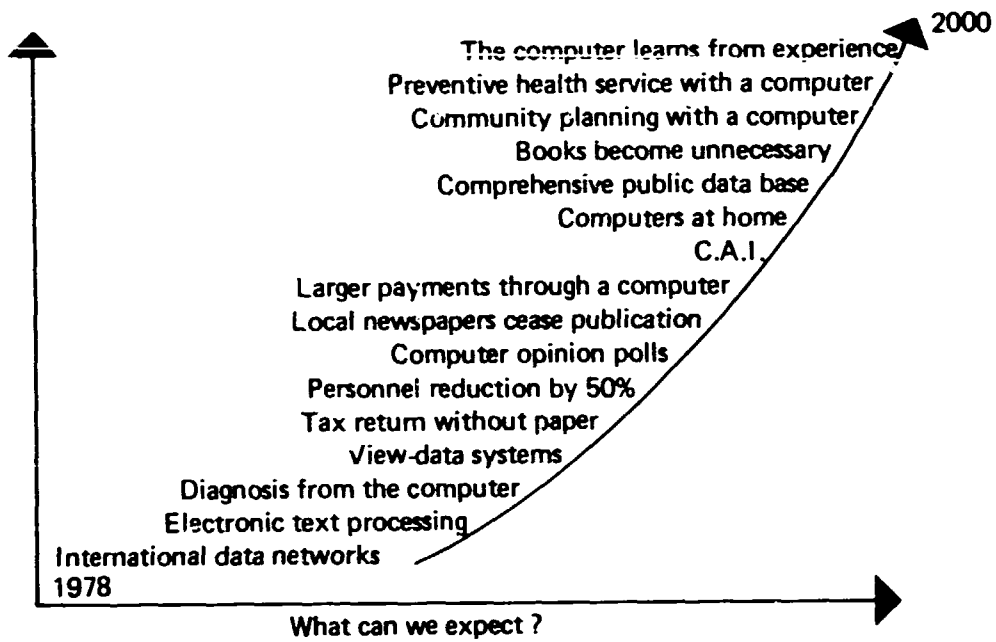 2000
The computer learns from experience
Preventive health service with a computer
Community planning with a computer
Books become unnecessary
Comprehensive public data base
Computers at home
C.A.I.
Larger payments through a computer
Local newspapers cease publication
Computer opinion polls
Personnel reduction by 50%
Tax return without paper
View-data systems
Diagnosis from the computer
Electronic text processing
International data networks
1978
What can we expect ?